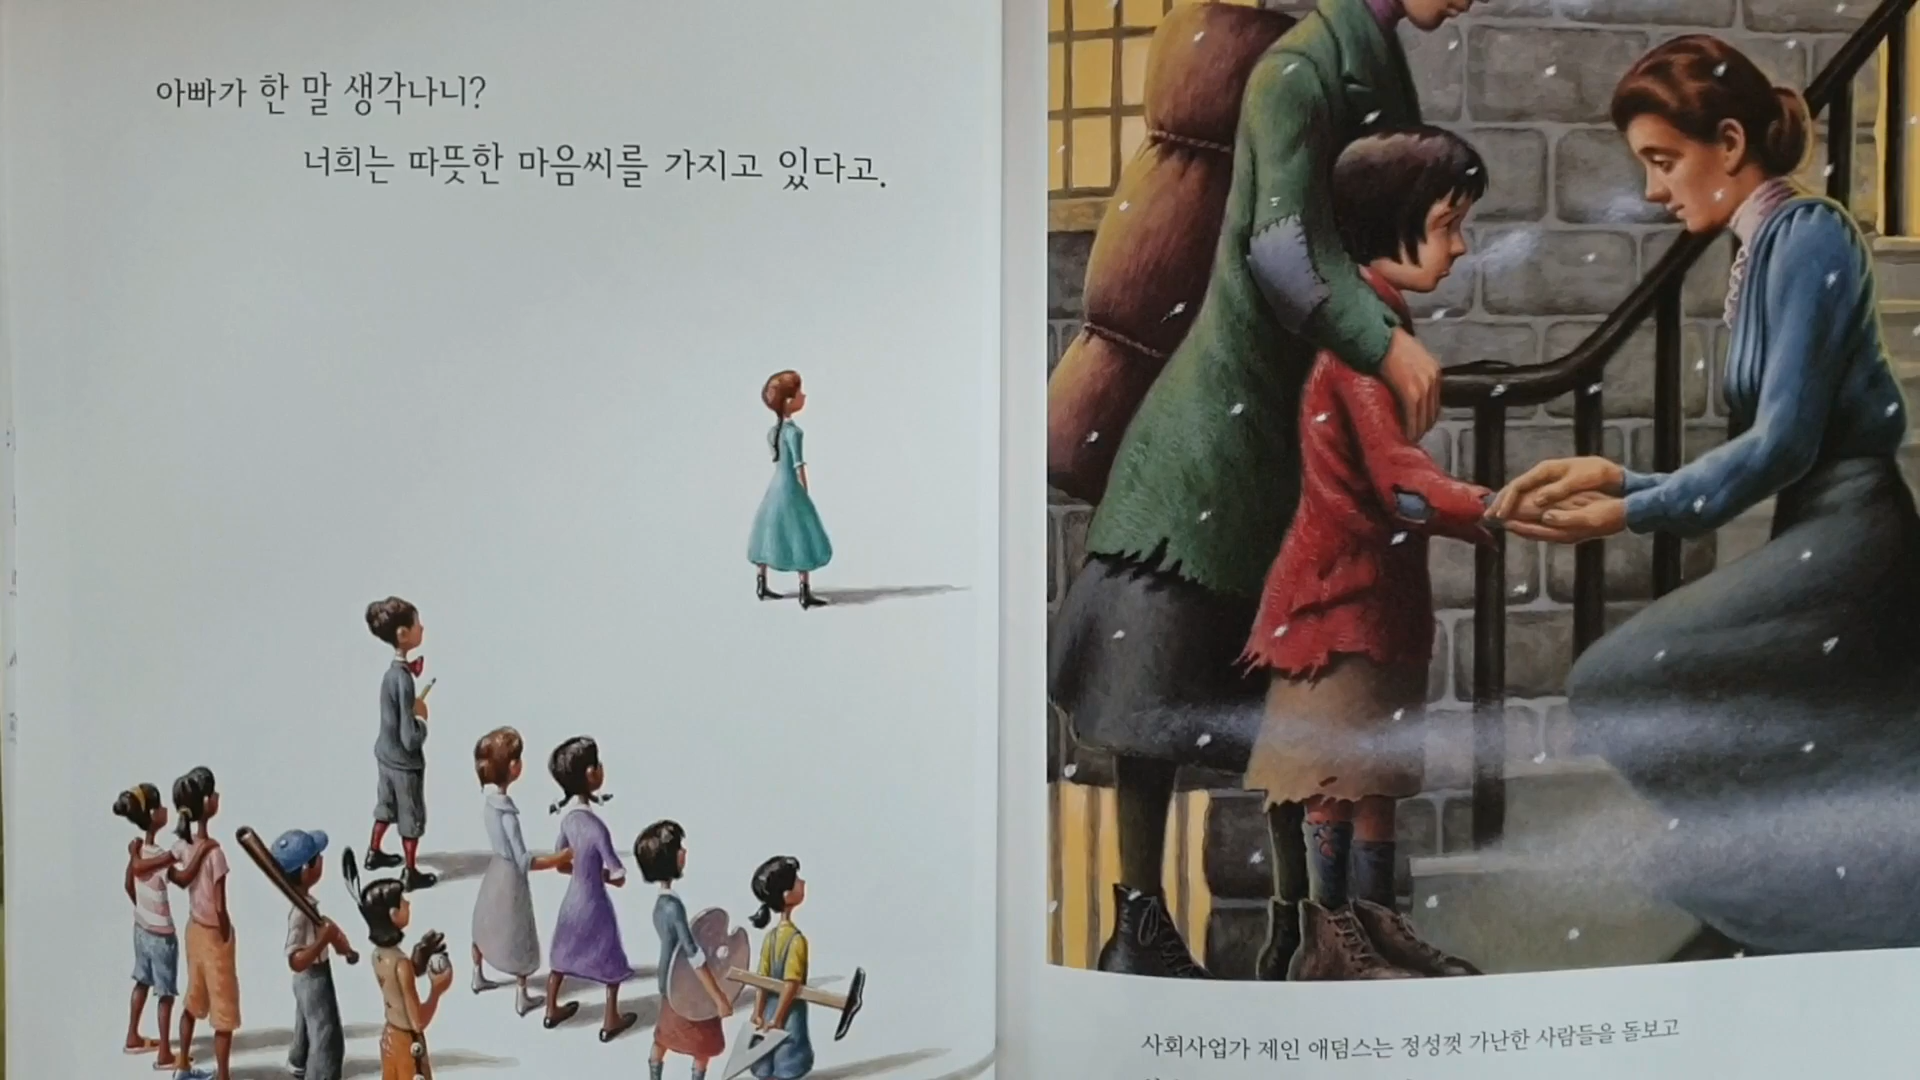 아빠가 한 말 생각나니?
너희는 따뜻한 마음씨를 가지고 있다고.
사회사업가 제인 애덤스는 정성껏 가난한 사람들을 돌보고